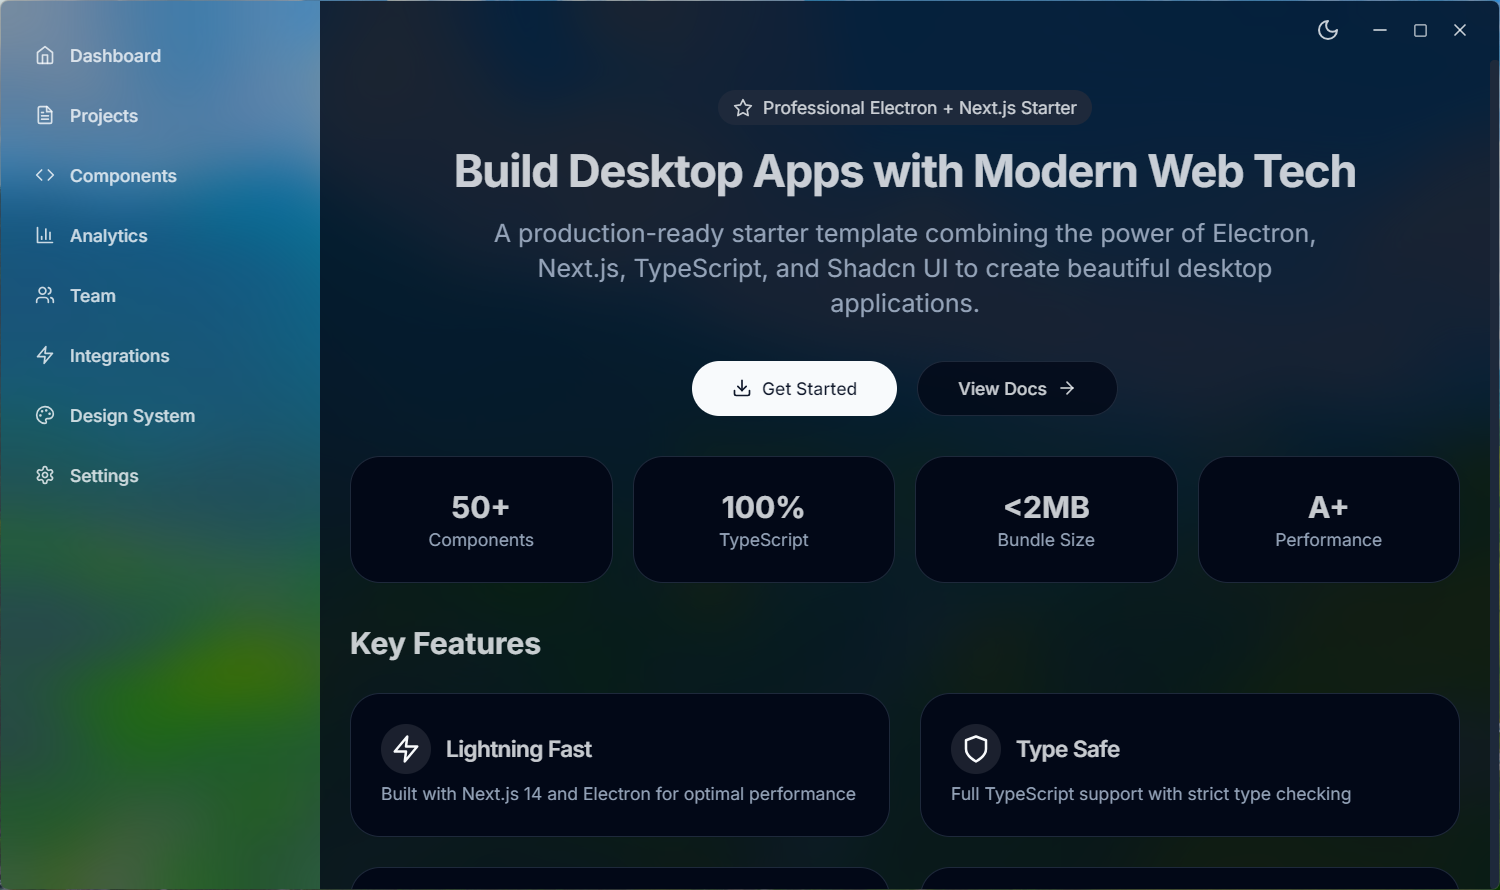 Dashboard
Projects
Components
Analytics
Team
Integrations
Design System
Settings
Professional Electron + Next.js Starter
Build Desktop Apps with Modern Web Tech
A production-ready starter template combining the power of Electron,
Next.js, TypeScript, and Shadcn UI to create beautiful desktop
applications.
Get Started
View Docs
50+
Components
100%
TypeScript
<2MB
Bundle Size
A+
Performance
Key Features
Lightning Fast
Built with Next.js 14 and Electron for optimal performance
Type Safe
Full TypeScript support with strict type checking